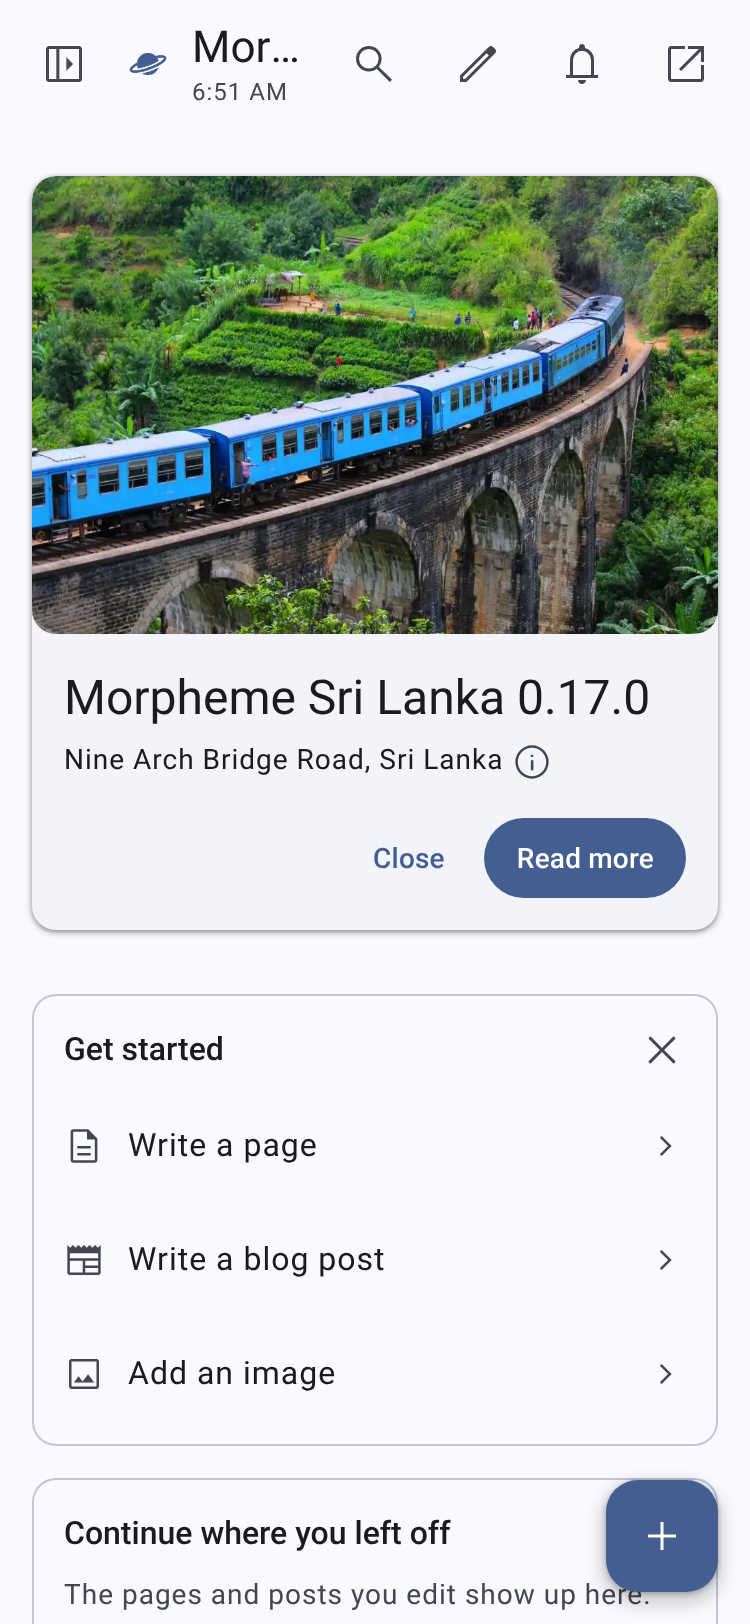 Mor...
6:51 AM
Morpheme Sri Lanka 0.17.0
Nine Arch Bridge Road, Sri Lanka
Close
Read more
Get started
Write a page
Write a blog post
Add an image
Continue where you left off
The pages and posts you edit show up here.